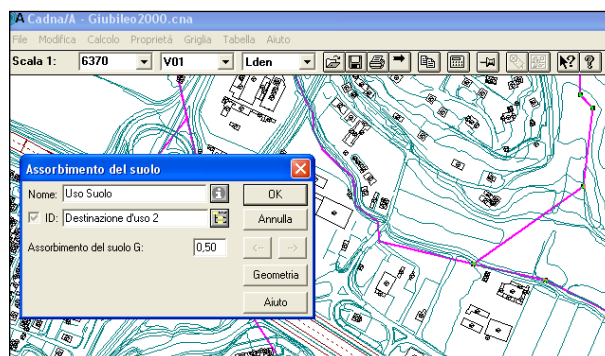 Cadna/A - Giubileo2000.cna
File Modifica Calcolo Proprietà Griglia Tabella Aiuto
Scala 1: 6370 V01 Lden
Assorbimento del suolo
Nome: Uso Suolo OK
ID: Destinazione d'uso 2 Annulla
Assorbimento del suolo G: 0,50 <-- -->
Geometria
Aiuto